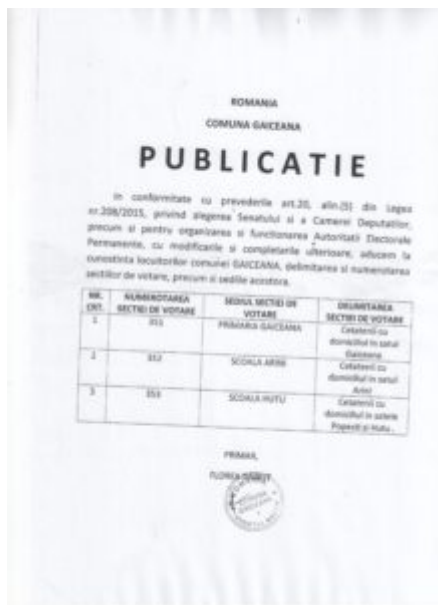 ROMANIA
COMUNA GAICEANA
PUBLICATIE
In conformitate cu prevederile art.20, alin.(5) din Legea
nr.208/2015, privind alegerea Senatului si a Camerei Deputatilor,
precum si pentru organizarea si functionarea Autoritatii Electorale
Permanente, cu modificarile si completarile ulterioare, aducem la
cunostinta locuitorilor comunei GAICEANA, delimitarea si numerotarea
sectiilor de votare, precum si sediile acestora.
NR. CRT. NUMEROTAREA SECTIEI DE VOTARE SEDIUL SECTIEI DE VOTARE DELIMITAREA SECTIEI DE VOTARE
1 351 PRIMARIA GAICEANA Cetatenii cu domiciliul in satul Gaiceana
2 352 SCOALA ARINI Cetatenii cu domiciliul in satul Arini
3 353 SCOALA HUTU Cetatenii cu domiciliul in satele Popesti si Hutu .
PRIMAR,